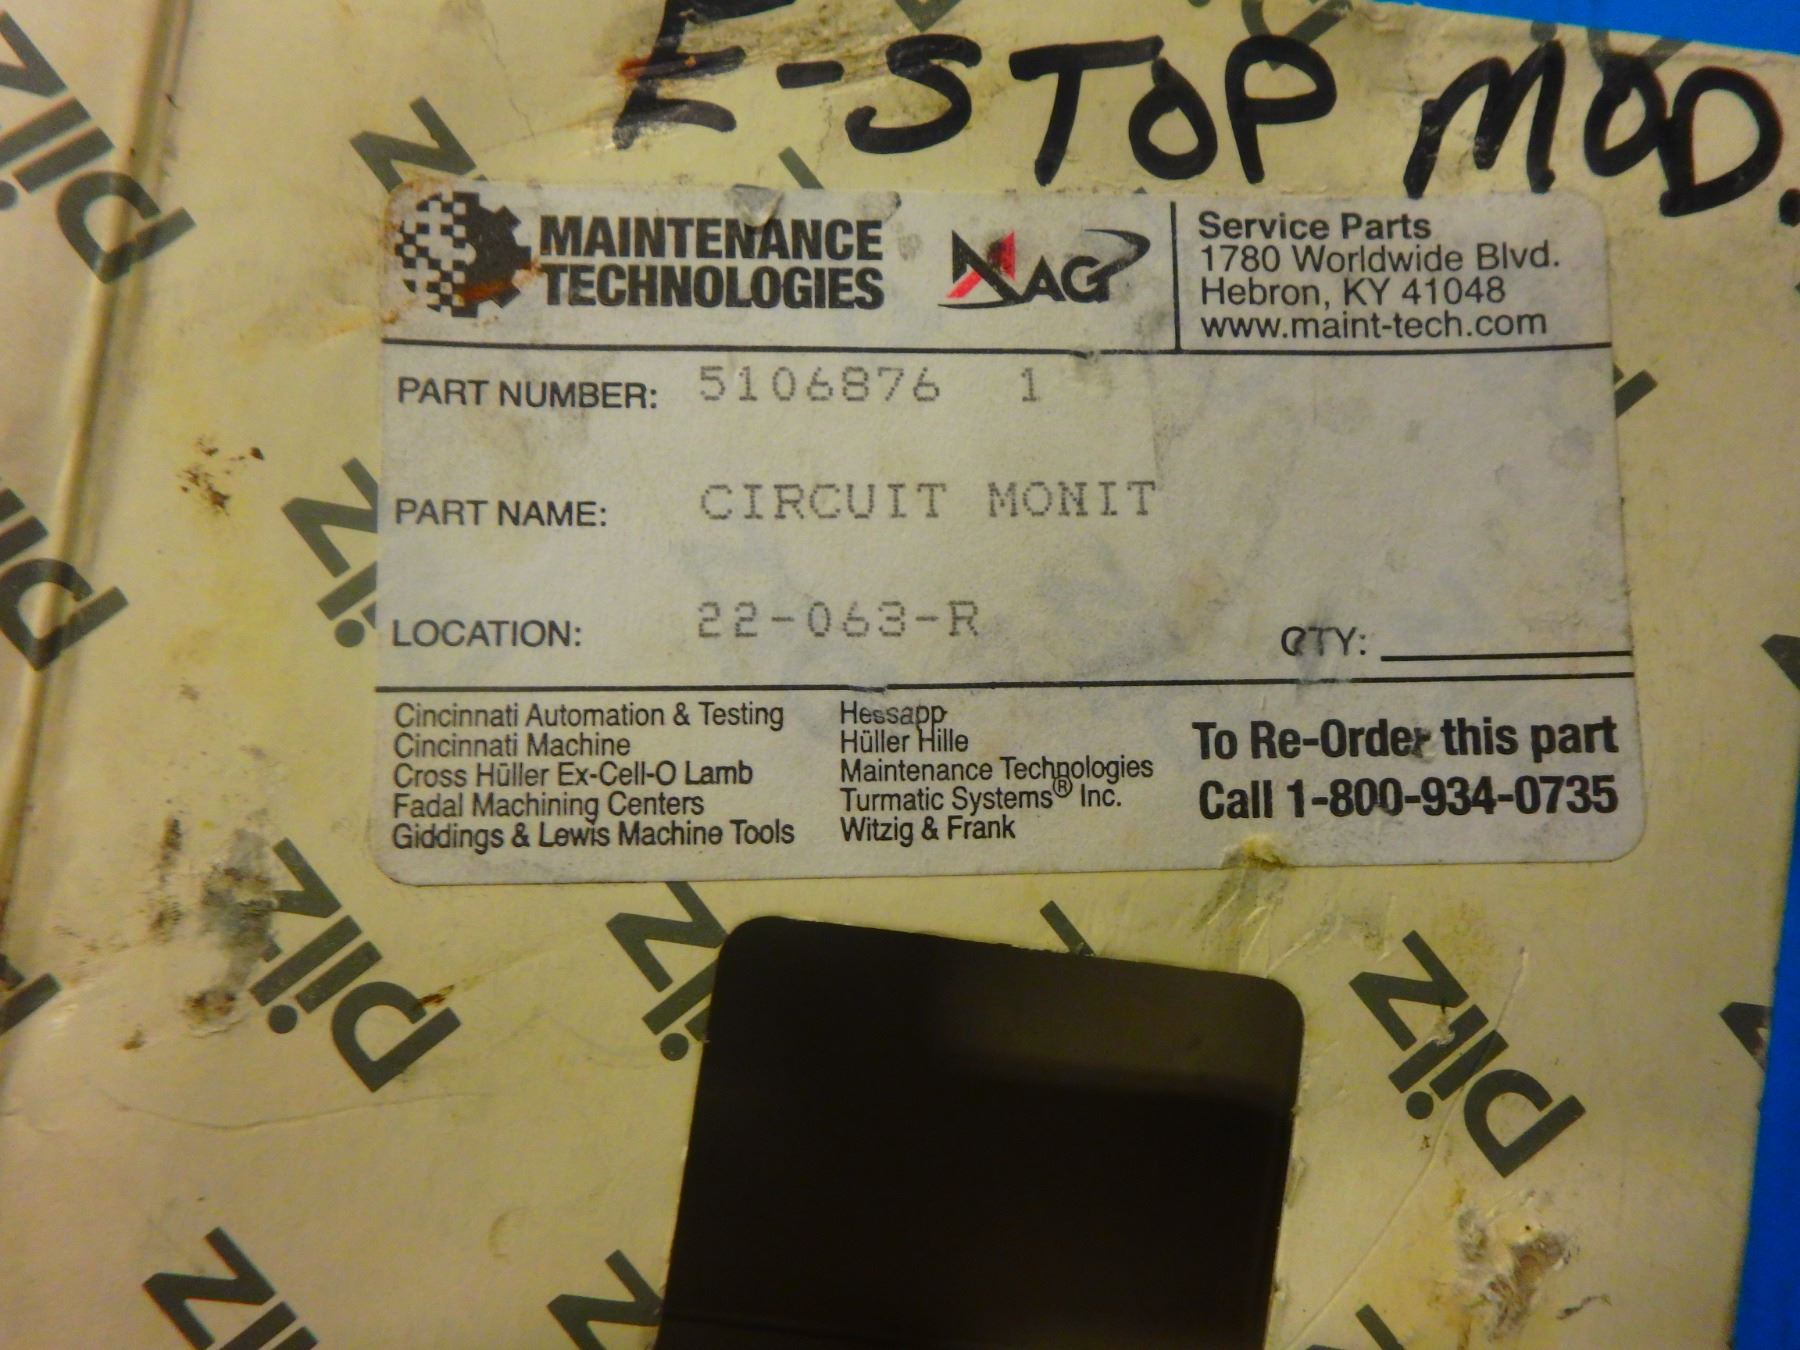 E-STOP MOD.
MAINTENANCE
TECHNOLOGIES
MAG
Service Parts
1780 Worldwide Blvd.
Hebron, KY 41048
www.maint-tech.com
PART NUMBER: 5106876 1
PART NAME: CIRCUIT MONIT
LOCATION: 22-063-R
QTY:
Cincinnati Automation & Testing
Cincinnati Machine
Cross Hüller Ex-Cell-O Lamb
Fadal Machining Centers
Giddings & Lewis Machine Tools
Hessapp
Hüller Hille
Maintenance Technologies
Turmatic Systems® Inc.
Witzig & Frank
To Re-Order this part
Call 1-800-934-0735
pilz
pilz
pilz
pilz
pilz
pilz
pilz